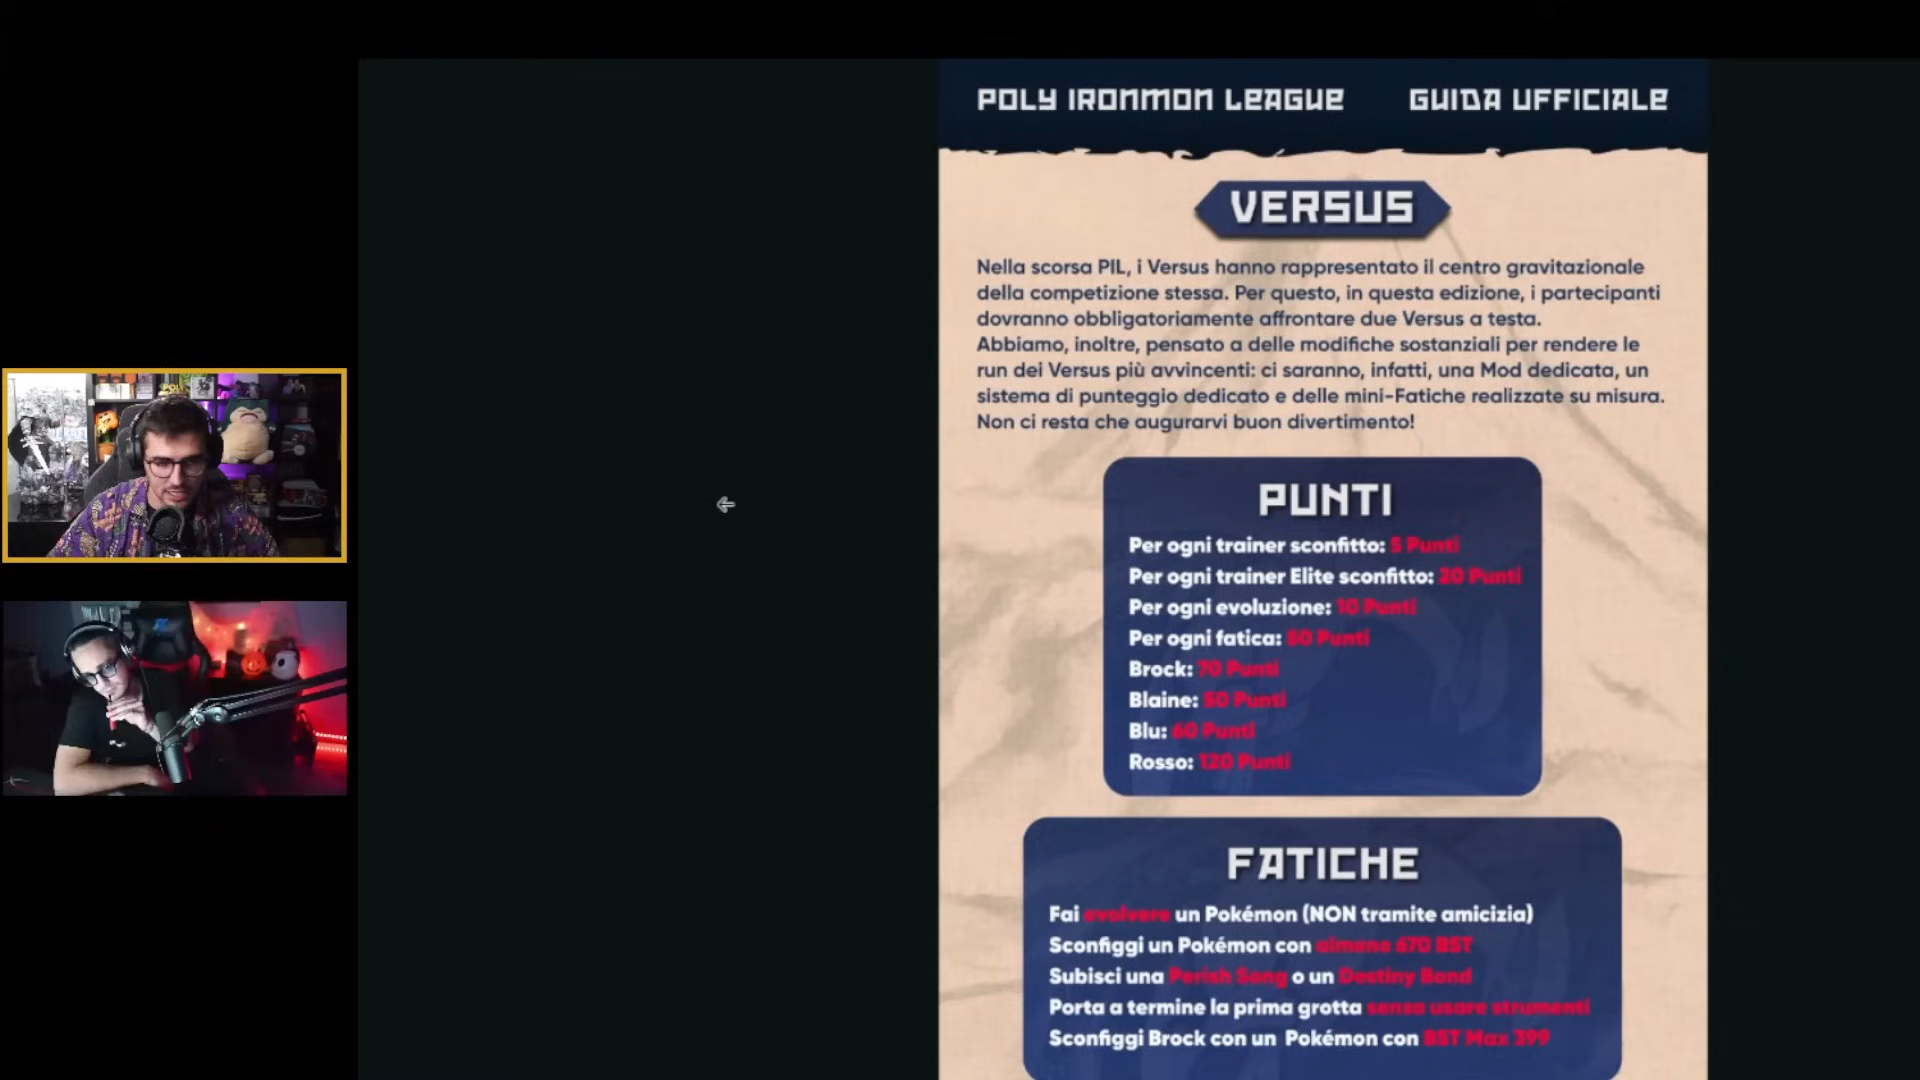 POLY IRONMON LEAGUE GUIDA UFFICIALE
VERSUS
Nella scorsa PIL, i Versus hanno rappresentato il centro gravitazionale
della competizione stessa. Per questo, in questa edizione, i partecipanti
dovranno obbligatoriamente affrontare due Versus a testa.
Abbiamo, inoltre, pensato a delle modifiche sostanziali per rendere le
run dei Versus più avvincenti: ci saranno, infatti, una Mod dedicata, un
sistema di punteggio dedicato e delle mini-Fatiche realizzate su misura.
Non ci resta che augurarvi buon divertimento!
PUNTI
Per ogni trainer sconfitto: 5 Punti
Per ogni trainer Elite sconfitto: 20 Punti
Per ogni evoluzione: 10 Punti
Per ogni fatica: 50 Punti
Brock: 70 Punti
Blaine: 50 Punti
Blu: 60 Punti
Rosso: 120 Punti
FATICHE
Fai evolvere un Pokémon (NON tramite amicizia)
Sconfiggi un Pokémon con almeno 670 BST
Subisci una Perish Song o un Destiny Bond
Porta a termine la prima grotta senza usare strumenti
Sconfiggi Brock con un Pokémon con BST Max 399